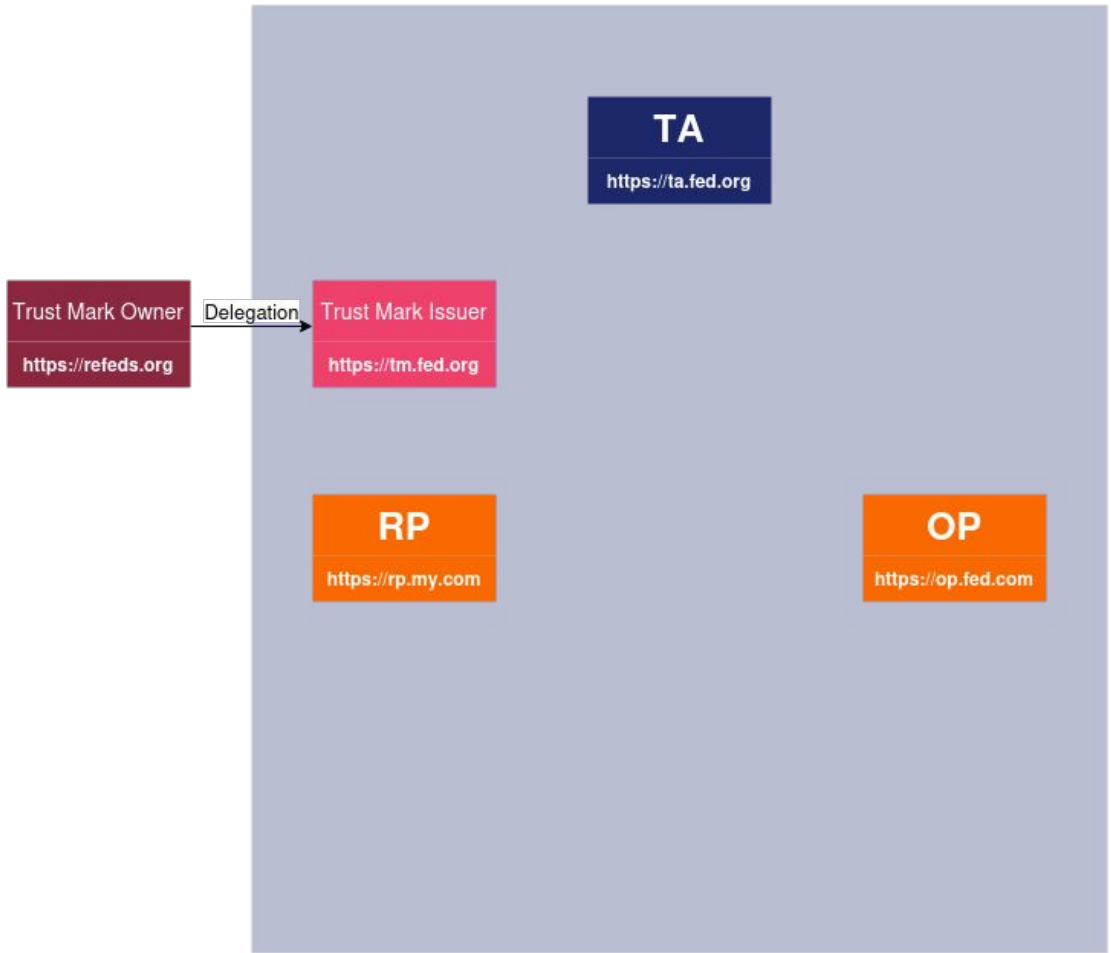 TA
https://ta.fed.org
Trust Mark Owner
https://refeds.org
Delegation
Trust Mark Issuer
https://tm.fed.org
RP
https://rp.my.com
OP
https://op.fed.com